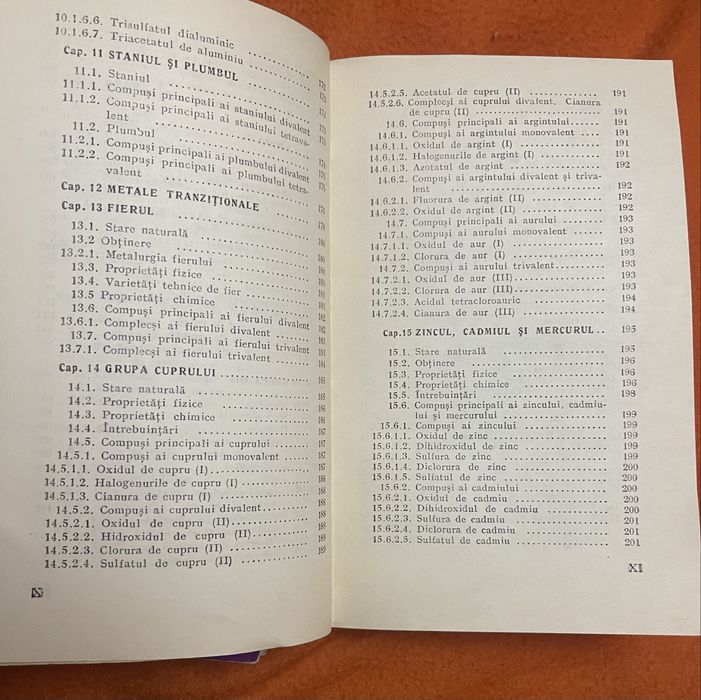 10.1.6.6. Trisulfatul dialuminic
10.1.6.7. Triacetatul de aluminiu
Cap. 11 STANIUL ŞI PLUMBUL
11.1. Staniul
11.1.1. Compuşi principali ai staniului divalent
11.1.2. Compuşi principali ai staniului tetrava-
lent
11.2. Plumbul
11.2.1. Compuşi principali ai plumbului divalent
11.2.2. Compuşi principali ai plumbului tetra-
valent
Cap. 12 METALE TRANZIŢIONALE
Cap. 13 FIERUL
13.1. Stare naturală
13.2 Obţinere
13.2.1. Metalurgia fierului
13.3. Proprietăţi fizice
13.4. Varietăţi tehnice de fier
13.5 Proprietăţi chimice
13.6. Compuşi principali ai fierului divalent
13.6.1. Complecşi ai fierului divalent
13.7. Compuşi principali ai fierului trivalent
13.7.1. Complecşi ai fierului trivalent
Cap. 14 GRUPA CUPRULUI
14.1. Stare naturală
14.2. Proprietăţi fizice
14.3. Proprietăţi chimice
14.4. Întrebuinţări
14.5. Compuşi principali ai cuprului
14.5.1. Compuşi ai cuprului monovalent
14.5.1.1. Oxidul de cupru (I)
14.5.1.2. Halogenurile de cupru (I)
14.5.1.3. Cianura de cupru (I)
14.5.2. Compuşi ai cuprului divalent
14.5.2.1. Oxidul de cupru (II)
14.5.2.2. Hidroxidul de cupru (II)
14.5.2.3. Clorura de cupru (II) 189
14.5.2.4. Sulfatul de cupru (II)
X
14.5.2.5. Acetatul de cupru (II) 191
14.5.2.6. Complecşi ai cuprului divalent. Cianura
de cupru (II) 191
14.6. Compuşi principali ai argintului 191
14.6.1. Compuşi ai argintului monovalent 191
14.6.1.1. Oxidul de argint (I) 191
14.6.1.2. Halogenurile de argint (I) 191
14.6.1.3. Azotatul de argint 192
14.6.2. Compuşi ai argintului divalent şi triva-
lent 192
14.6.2.1. Fluorura de argint (II) 192
14.6.2.2. Oxidul de argint (II) 192
14.7. Compuşi principali ai aurului 193
14.7.1. Compuşi ai aurului monovalent 193
14.7.1.1. Oxidul de aur (I) 193
14.7.1.2. Clorura de aur (I) 193
14.7.2. Compuşi ai aurului trivalent 193
14.7.2.1. Oxidul de aur (III) 193
14.7.2.2. Clorura de aur (III) 193
14.7.2.3. Acidul tetracloroauric 194
14.7.2.4. Cianura de aur (III) 194
Cap.15 ZINCUL, CADMIUL ŞI MERCURUL 195
15.1. Stare naturală 195
15.2. Obţinere 196
15.3. Proprietăţi fizice 196
15.4. Proprietăţi chimice 196
15.5. Întrebuinţări 198
15.6. Compuşi principali ai zincului, cadmiu-
lui şi mercurului 199
15.6.1. Compuşi ai zincului 199
15.6.1.1. Oxidul de zinc 199
15.6.1.2. Dihidroxidul de zinc 199
15.6.1.3. Sulfura de zinc 199
15.6.1.4. Diclorura de zinc 200
15.6.1.5. Sulfatul de zinc 200
15.6.2. Compuşi ai cadmiului 200
15.6.2.1. Oxidul de cadmiu 200
15.6.2.2. Dihidroxidul de cadmiu 200
15.6.2.3. Sulfura de cadmiu 201
15.6.2.4. Diclorura de cadmiu 201
15.6.2.5. Sulfatul de cadmiu 201
XI